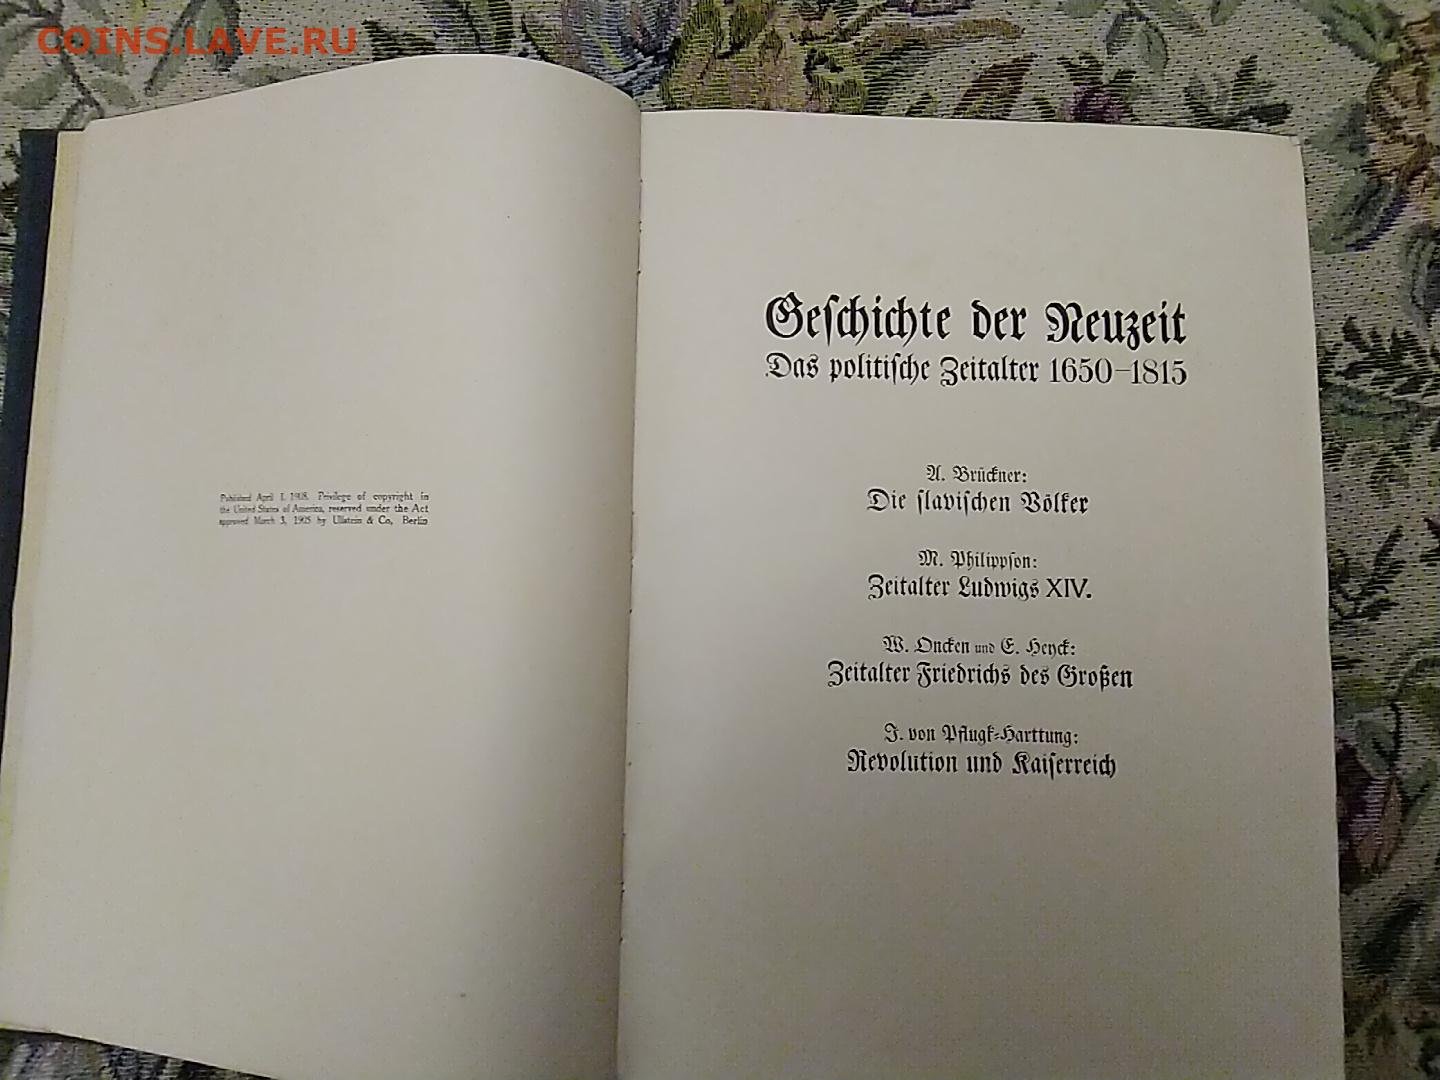 COINS.LAVE.RU
Published April 1, 1908. Privilege of copyright in
the United States of America, reserved under the Act
approved March 3, 1905 by Ullstein & Co, Berlin
Geſchichte der Neuzeit
Das politiſche Zeitalter 1650–1815
A. Brückner:
Die ſlaviſchen Völker
M. Philippſon:
Zeitalter Ludwigs XIV.
W. Oncken und E. Heyck:
Zeitalter Friedrichs des Großen
J. von Pflugk-Harttung:
Revolution und Kaiſerreich